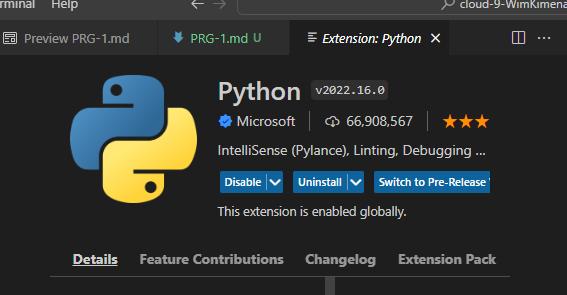 rminal Help cloud-9-WimKimena
Preview PRG-1.md PRG-1.md U Extension: Python
Python v2022.16.0
Microsoft 66,908,567
IntelliSense (Pylance), Linting, Debugging ...
Disable Uninstall Switch to Pre-Release
This extension is enabled globally.
Details Feature Contributions Changelog Extension Pack